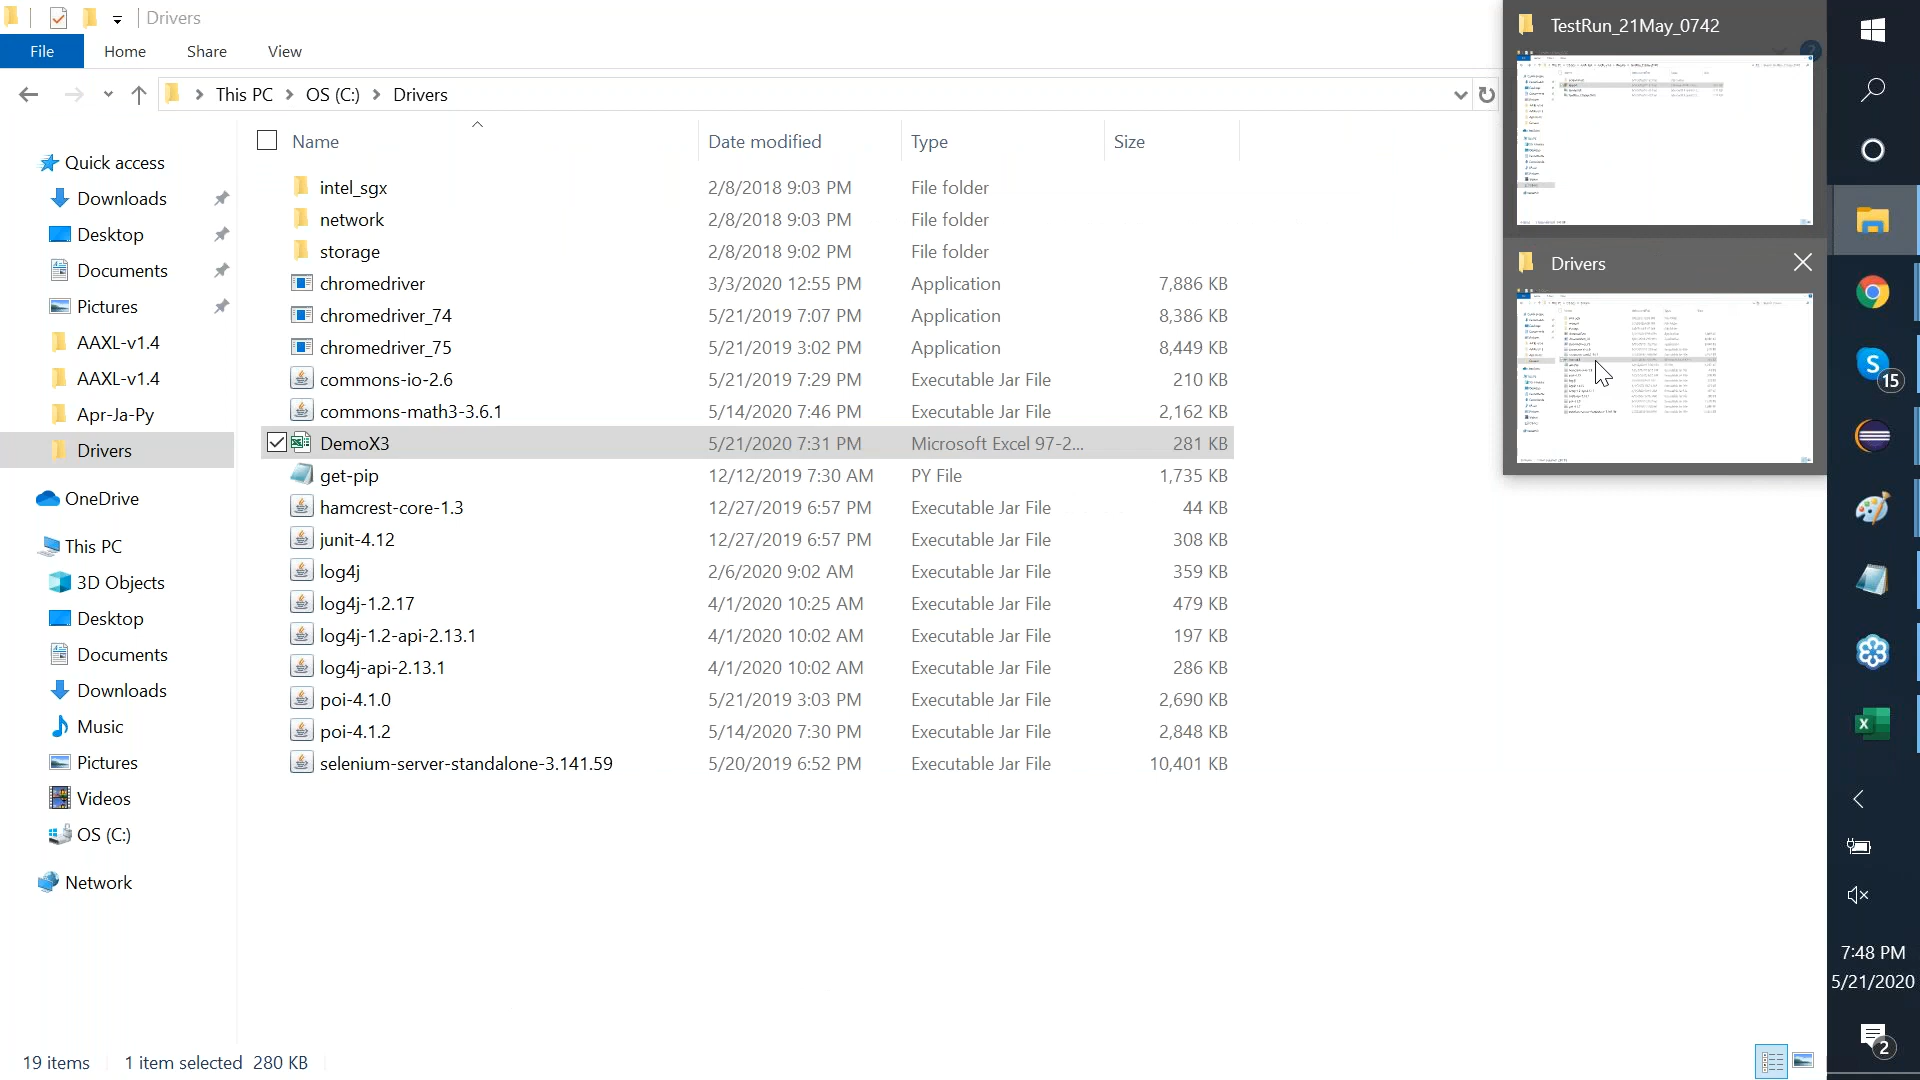 Drivers
File Home Share View
This PC OS (C:) Drivers
Name Date modified Type Size
Quick access
Downloads
Desktop
Documents
Pictures
AAXL-v1.4
AAXL-v1.4
Apr-Ja-Py
Drivers
OneDrive
This PC
3D Objects
Desktop
Documents
Downloads
Music
Pictures
Videos
OS (C:)
Network
intel_sgx 2/8/2018 9:03 PM File folder
network 2/8/2018 9:03 PM File folder
storage 2/8/2018 9:02 PM File folder
chromedriver 3/3/2020 12:55 PM Application 7,886 KB
chromedriver_74 5/21/2019 7:07 PM Application 8,386 KB
chromedriver_75 5/21/2019 3:02 PM Application 8,449 KB
commons-io-2.6 5/21/2019 7:29 PM Executable Jar File 210 KB
commons-math3-3.6.1 5/14/2020 7:46 PM Executable Jar File 2,162 KB
DemoX3 5/21/2020 7:31 PM Microsoft Excel 97-2... 281 KB
get-pip 12/12/2019 7:30 AM PY File 1,735 KB
hamcrest-core-1.3 12/27/2019 6:57 PM Executable Jar File 44 KB
junit-4.12 12/27/2019 6:57 PM Executable Jar File 308 KB
log4j 2/6/2020 9:02 AM Executable Jar File 359 KB
log4j-1.2.17 4/1/2020 10:25 AM Executable Jar File 479 KB
log4j-1.2-api-2.13.1 4/1/2020 10:02 AM Executable Jar File 197 KB
log4j-api-2.13.1 4/1/2020 10:02 AM Executable Jar File 286 KB
poi-4.1.0 5/21/2019 3:03 PM Executable Jar File 2,690 KB
poi-4.1.2 5/14/2020 7:30 PM Executable Jar File 2,848 KB
selenium-server-standalone-3.141.59 5/20/2019 6:52 PM Executable Jar File 10,401 KB
19 items 1 item selected 280 KB
TestRun_21May_0742
Drivers
15
7:48 PM
5/21/2020
2